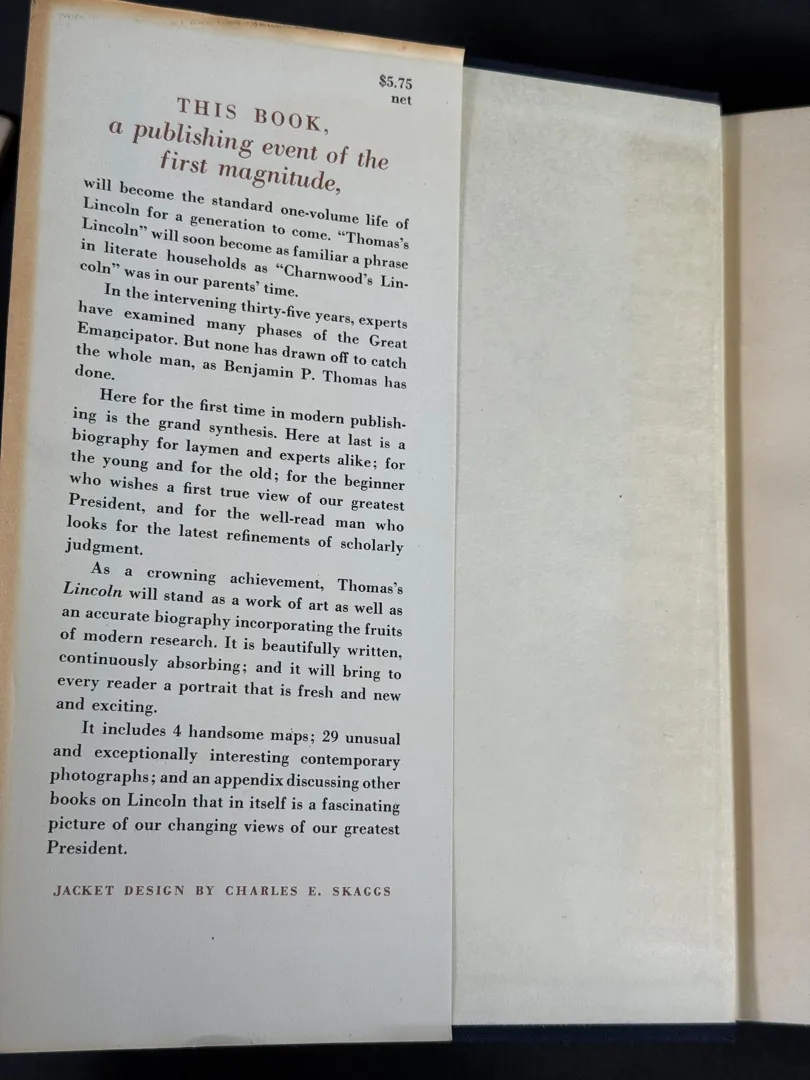 $5.75
net
THIS BOOK,
a publishing event of the
first magnitude,
will become the standard one-volume life of
Lincoln for a generation to come. “Thomas’s
Lincoln” will soon become as familiar a phrase
in literate households as “Charnwood’s Lin-
coln” was in our parents’ time.
In the intervening thirty-five years, experts
have examined many phases of the Great
Emancipator. But none has drawn off to catch
the whole man, as Benjamin P. Thomas has
done.
Here for the first time in modern publish-
ing is the grand synthesis. Here at last is a
biography for laymen and experts alike; for
the young and for the old; for the beginner
who wishes a first true view of our greatest
President, and for the well-read man who
looks for the latest refinements of scholarly
judgment.
As a crowning achievement, Thomas’s
Lincoln will stand as a work of art as well as
an accurate biography incorporating the fruits
of modern research. It is beautifully written,
continuously absorbing; and it will bring to
every reader a portrait that is fresh and new
and exciting.
It includes 4 handsome maps; 29 unusual
and exceptionally interesting contemporary
photographs; and an appendix discussing other
books on Lincoln that in itself is a fascinating
picture of our changing views of our greatest
President.
JACKET DESIGN BY CHARLES E. SKAGGS